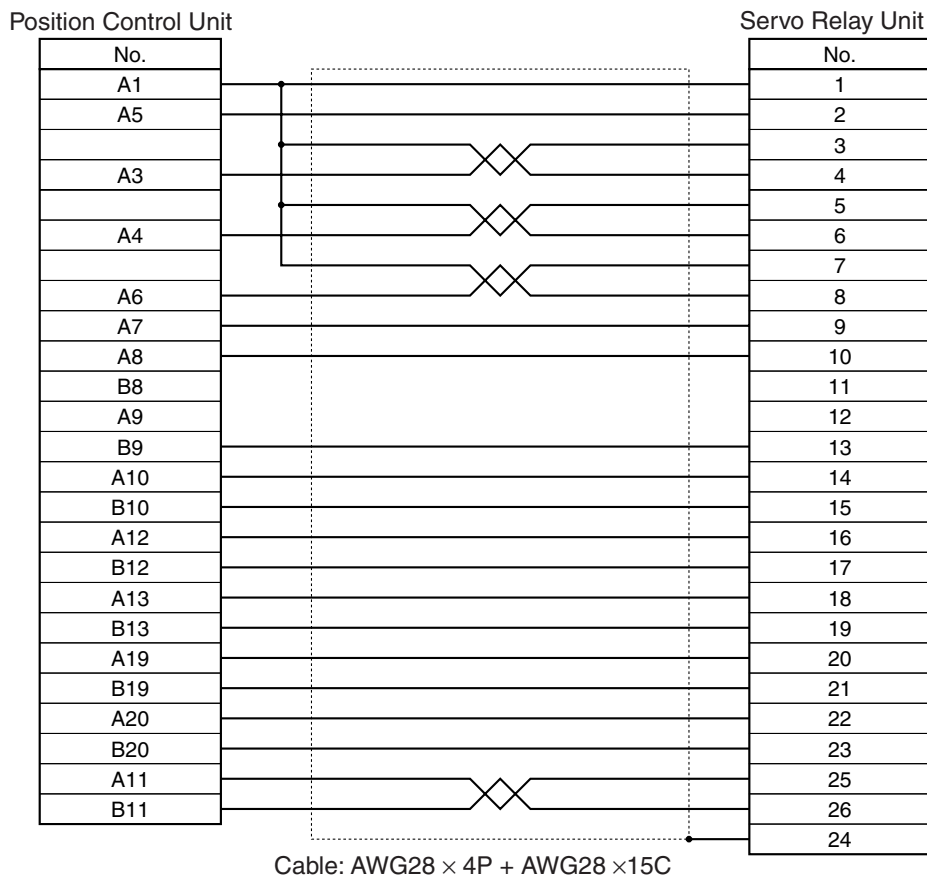 Position Control Unit Servo Relay Unit
No. No.
A1 1
A5 2
3
A3 4
5
A4 6
7
A6 8
A7 9
A8 10
B8 11
A9 12
B9 13
A10 14
B10 15
A12 16
B12 17
A13 18
B13 19
A19 20
B19 21
A20 22
B20 23
A11 25
B11 26
24
Cable: AWG28 × 4P + AWG28 ×15C